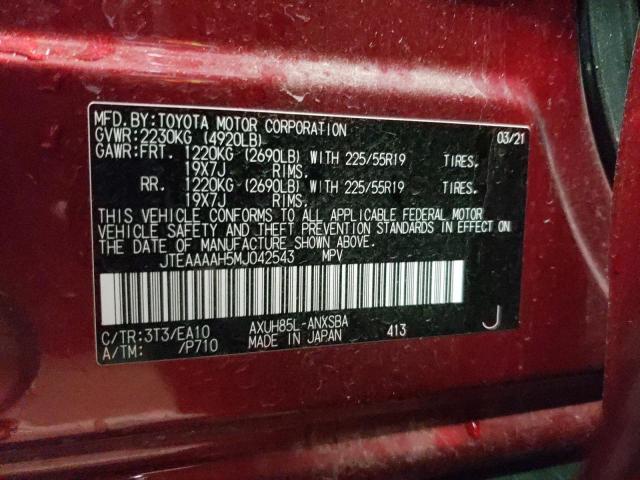 MFD. BY: TOYOTA MOTOR CORPORATION 03/21
GVWR: 2230KG (4920LB)
GAWR: FRT. 1220KG (2690LB) WITH 225/55R19 TIRES.
19X7J RIMS.
RR. 1220KG (2690LB) WITH 225/55R19 TIRES.
19X7J RIMS.
THIS VEHICLE CONFORMS TO ALL APPLICABLE FEDERAL MOTOR
VEHICLE SAFETY AND THEFT PREVENTION STANDARDS IN EFFECT ON
THE DATE OF MANUFACTURE SHOWN ABOVE.
JTEAAAAH5MJ042543 MPV
C/TR: 3T3/EA10 AXUH85L-ANXSBA
A/TM: /P710 MADE IN JAPAN 413 J